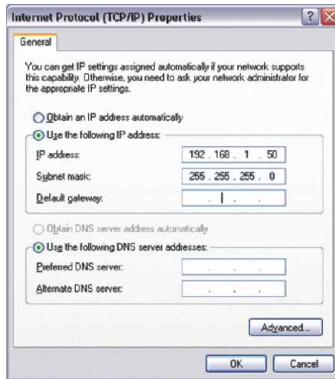 Internet Protocol (TCP/IP) Properties
General
You can get IP settings assigned automatically if your network supports
this capability. Otherwise, you need to ask your network administrator for
the appropriate IP settings.
Obtain an IP address automatically
Use the following IP address:
IP address: 192 . 168 . 1 . 50
Subnet mask: 255 . 255 . 255 . 0
Default gateway: . . .
Obtain DNS server address automatically
Use the following DNS server addresses:
Preferred DNS server: . . .
Alternate DNS server: . . .
Advanced...
OK Cancel